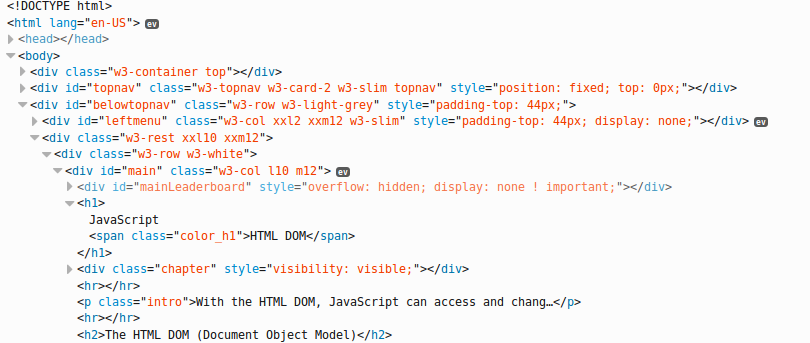 <!DOCTYPE html>
<html lang="en-US"> ev
<head></head>
<body>
<div class="w3-container top"></div>
<div id="topnav" class="w3-topnav w3-card-2 w3-slim topnav" style="position: fixed; top: 0px;"></div>
<div id="belowtopnav" class="w3-row w3-light-grey" style="padding-top: 44px;">
<div id="leftmenu" class="w3-col xxl2 xxm12 w3-slim" style="padding-top: 44px; display: none;"></div> ev
<div class="w3-rest xxl10 xxm12">
<div class="w3-row w3-white">
<div id="main" class="w3-col l10 m12"> ev
<div id="mainLeaderboard" style="overflow: hidden; display: none ! important;"></div>
<h1>
JavaScript
<span class="color_h1">HTML DOM</span>
</h1>
<div class="chapter" style="visibility: visible;"></div>
<hr></hr>
<p class="intro">With the HTML DOM, JavaScript can access and chang…</p>
<hr></hr>
<h2>The HTML DOM (Document Object Model)</h2>